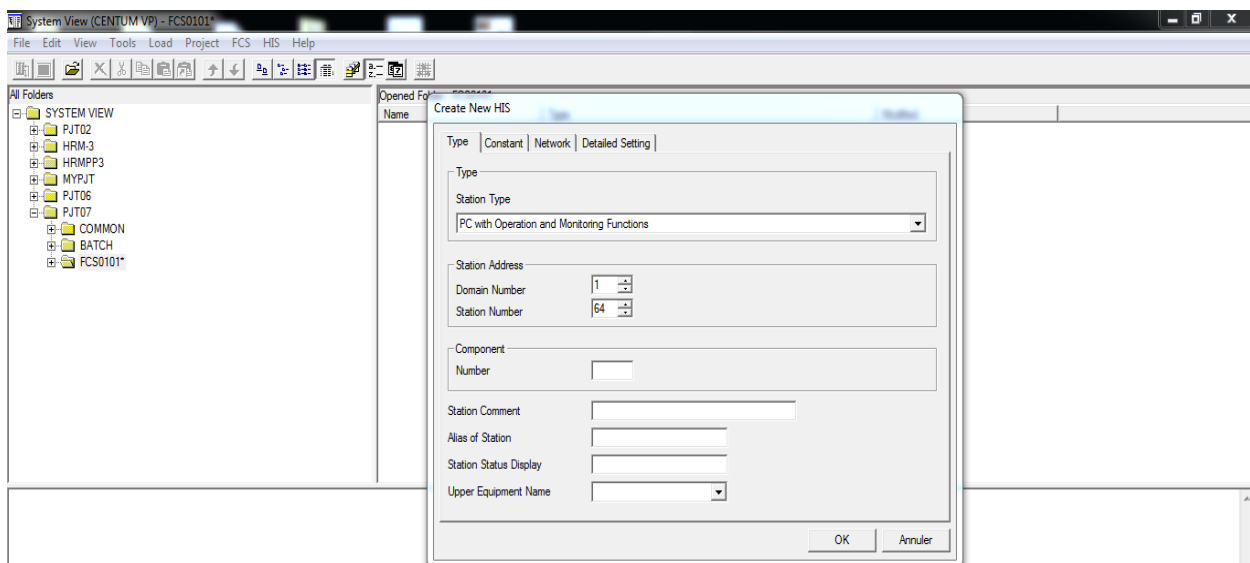 System View (CENTUM VP) - FCS0101*
File Edit View Tools Load Project FCS HIS Help
All Folders
SYSTEM VIEW
PJT02
HRM-3
HRMPP3
MYPJT
PJT06
PJT07
COMMON
BATCH
FCS0101*
Name
Create New HIS
Type Constant Network Detailed Setting
Type
Station Type
PC with Operation and Monitoring Functions
Station Address
Domain Number 1
Station Number 64
Component
Number
Station Comment
Alias of Station
Station Status Display
Upper Equipment Name
OK Annuler